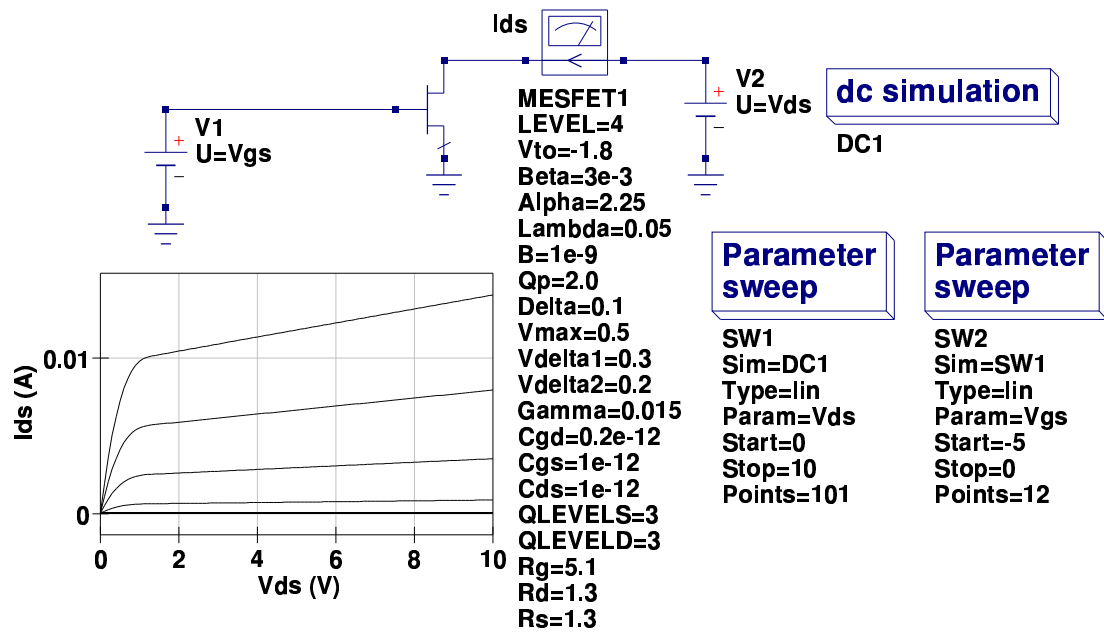 Ids
V1
U=Vgs
+
−
V2
U=Vds
+
−
dc simulation
DC1
MESFET1
LEVEL=4
Vto=-1.8
Beta=3e-3
Alpha=2.25
Lambda=0.05
B=1e-9
Qp=2.0
Delta=0.1
Vmax=0.5
Vdelta1=0.3
Vdelta2=0.2
Gamma=0.015
Cgd=0.2e-12
Cgs=1e-12
Cds=1e-12
QLEVELS=3
QLEVELD=3
Rg=5.1
Rd=1.3
Rs=1.3
Parameter
sweep
SW1
Sim=DC1
Type=lin
Param=Vds
Start=0
Stop=10
Points=101
Parameter
sweep
SW2
Sim=SW1
Type=lin
Param=Vgs
Start=-5
Stop=0
Points=12
Ids (A)
0.01
0
0 2 4 6 8 10
Vds (V)